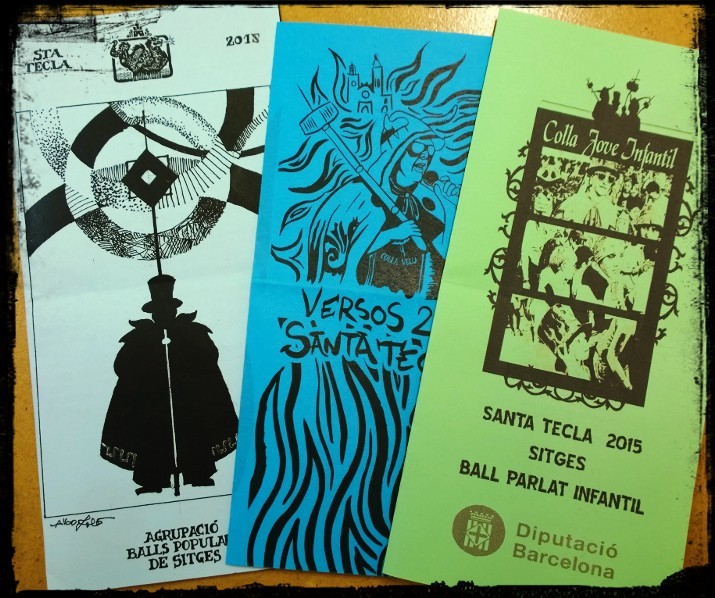 STA
TECLA
2015
AGRUPACIÓ
BALLS POPULA
DE SITGES
COLLA VELLA
VERSOS 2
SANTA TEC
Colla Jove Infantil
SANTA TECLA 2015
SITGES
BALL PARLAT INFANTIL
Diputació
Barcelona